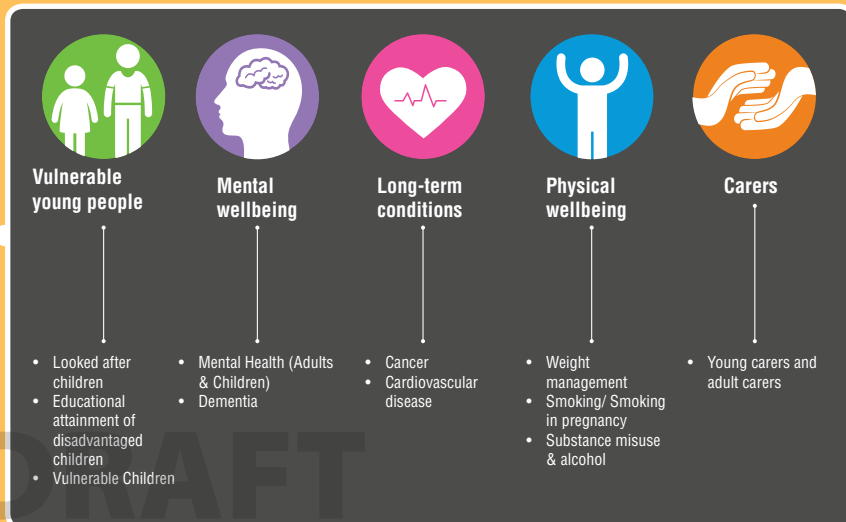 Vulnerable
young people
Mental
wellbeing
Long-term
conditions
Physical
wellbeing
Carers
• Looked after
children
• Educational
attainment of
disadvantaged
children
• Vulnerable Children
• Mental Health (Adults
& Children)
• Dementia
• Cancer
• Cardiovascular
disease
• Weight
management
• Smoking/ Smoking
in pregnancy
• Substance misuse
& alcohol
• Young carers and
adult carers
DRAFT